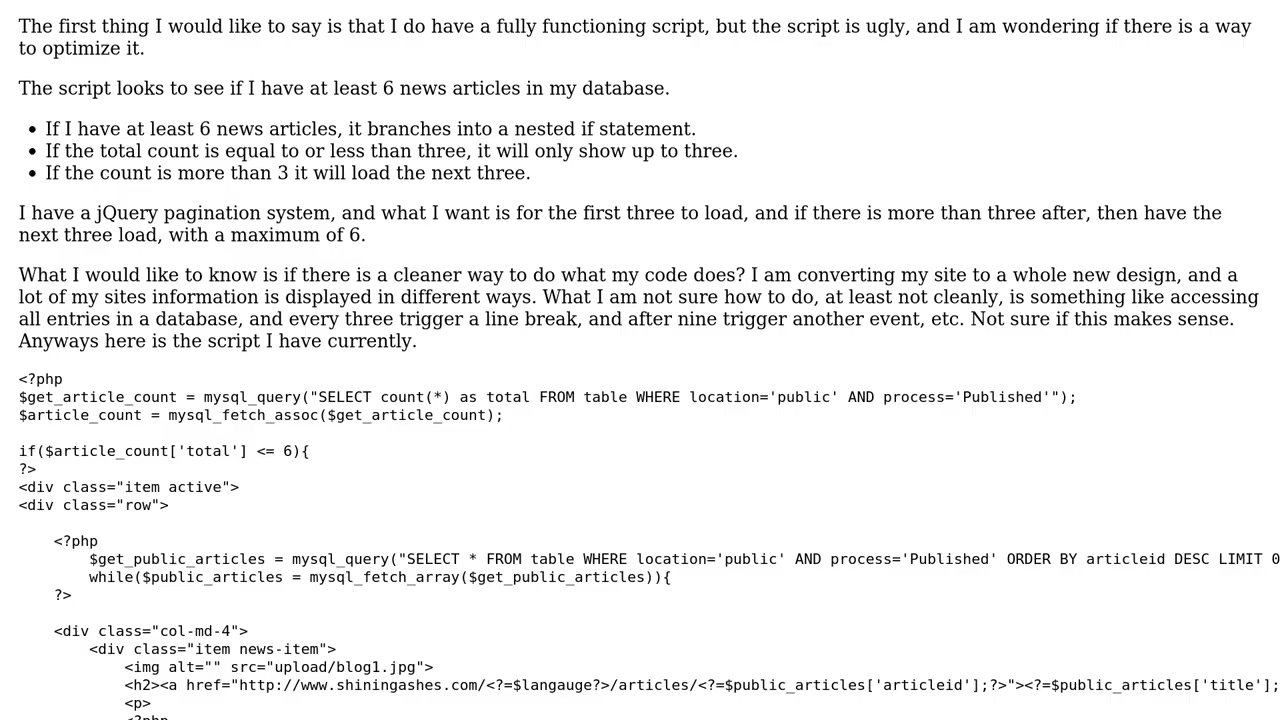 The first thing I would like to say is that I do have a fully functioning script, but the script is ugly, and I am wondering if there is a way
to optimize it.
The script looks to see if I have at least 6 news articles in my database.
If I have at least 6 news articles, it branches into a nested if statement.
If the total count is equal to or less than three, it will only show up to three.
If the count is more than 3 it will load the next three.
I have a jQuery pagination system, and what I want is for the first three to load, and if there is more than three after, then have the
next three load, with a maximum of 6.
What I would like to know is if there is a cleaner way to do what my code does? I am converting my site to a whole new design, and a
lot of my sites information is displayed in different ways. What I am not sure how to do, at least not cleanly, is something like accessing
all entries in a database, and every three trigger a line break, and after nine trigger another event, etc. Not sure if this makes sense.
Anyways here is the script I have currently.
<?php
$get_article_count = mysql_query("SELECT count(*) as total FROM table WHERE location='public' AND process='Published'");
$article_count = mysql_fetch_assoc($get_article_count);
if($article_count['total'] <= 6){
?>
<div class="item active">
<div class="row">
<?php
$get_public_articles = mysql_query("SELECT * FROM table WHERE location='public' AND process='Published' ORDER BY articleid DESC LIMIT 0
while($public_articles = mysql_fetch_array($get_public_articles)){
?>
<div class="col-md-4">
<div class="item news-item">
<img alt="" src="upload/blog1.jpg">
<h2><a href="http://www.shiningashes.com/<?=$langauge?>/articles/<?=$public_articles['articleid'];?>"><?=$public_articles['title'];
<p>
<?php